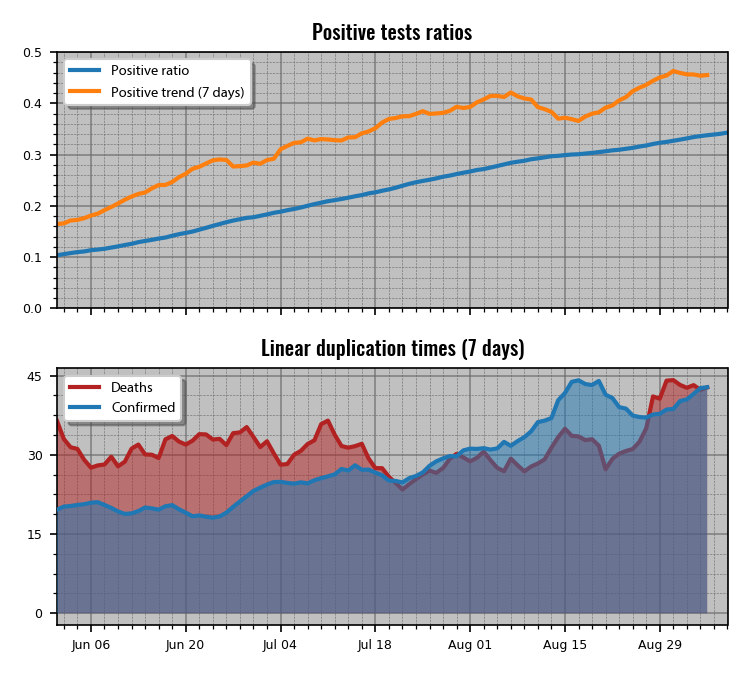 Positive tests ratios
0.5
0.4
0.3
0.2
0.1
0.0
Positive ratio
Positive trend (7 days)
Linear duplication times (7 days)
45
30
15
0
Deaths
Confirmed
Jun 06 Jun 20 Jul 04 Jul 18 Aug 01 Aug 15 Aug 29